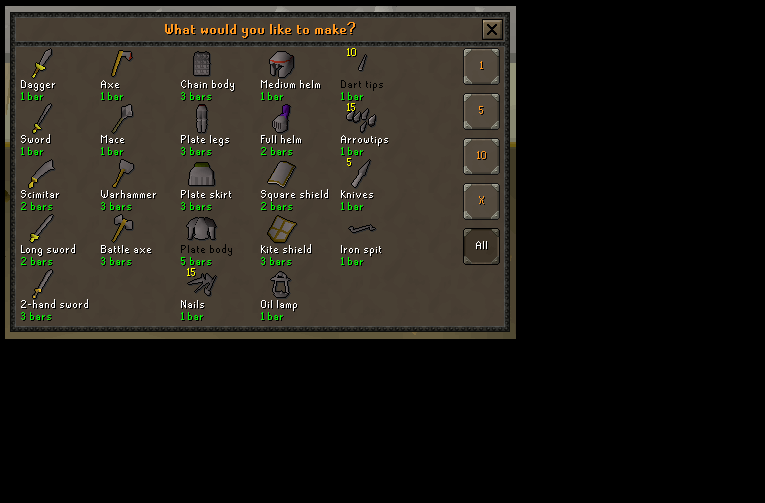 What would you like to make?
Dagger
1 bar
Axe
1 bar
Chain body
3 bars
Medium helm
1 bar
10
Dart tips
1 bar
1
Sword
1 bar
Mace
1 bar
Plate legs
3 bars
Full helm
2 bars
15
Arrowtips
1 bar
5
Scimitar
2 bars
Warhammer
3 bars
Plate skirt
3 bars
Square shield
2 bars
5
Knives
1 bar
10
X
Long sword
2 bars
Battle axe
3 bars
Plate body
5 bars
Kite shield
3 bars
Iron spit
1 bar
All
2-hand sword
3 bars
15
Nails
1 bar
Oil lamp
1 bar